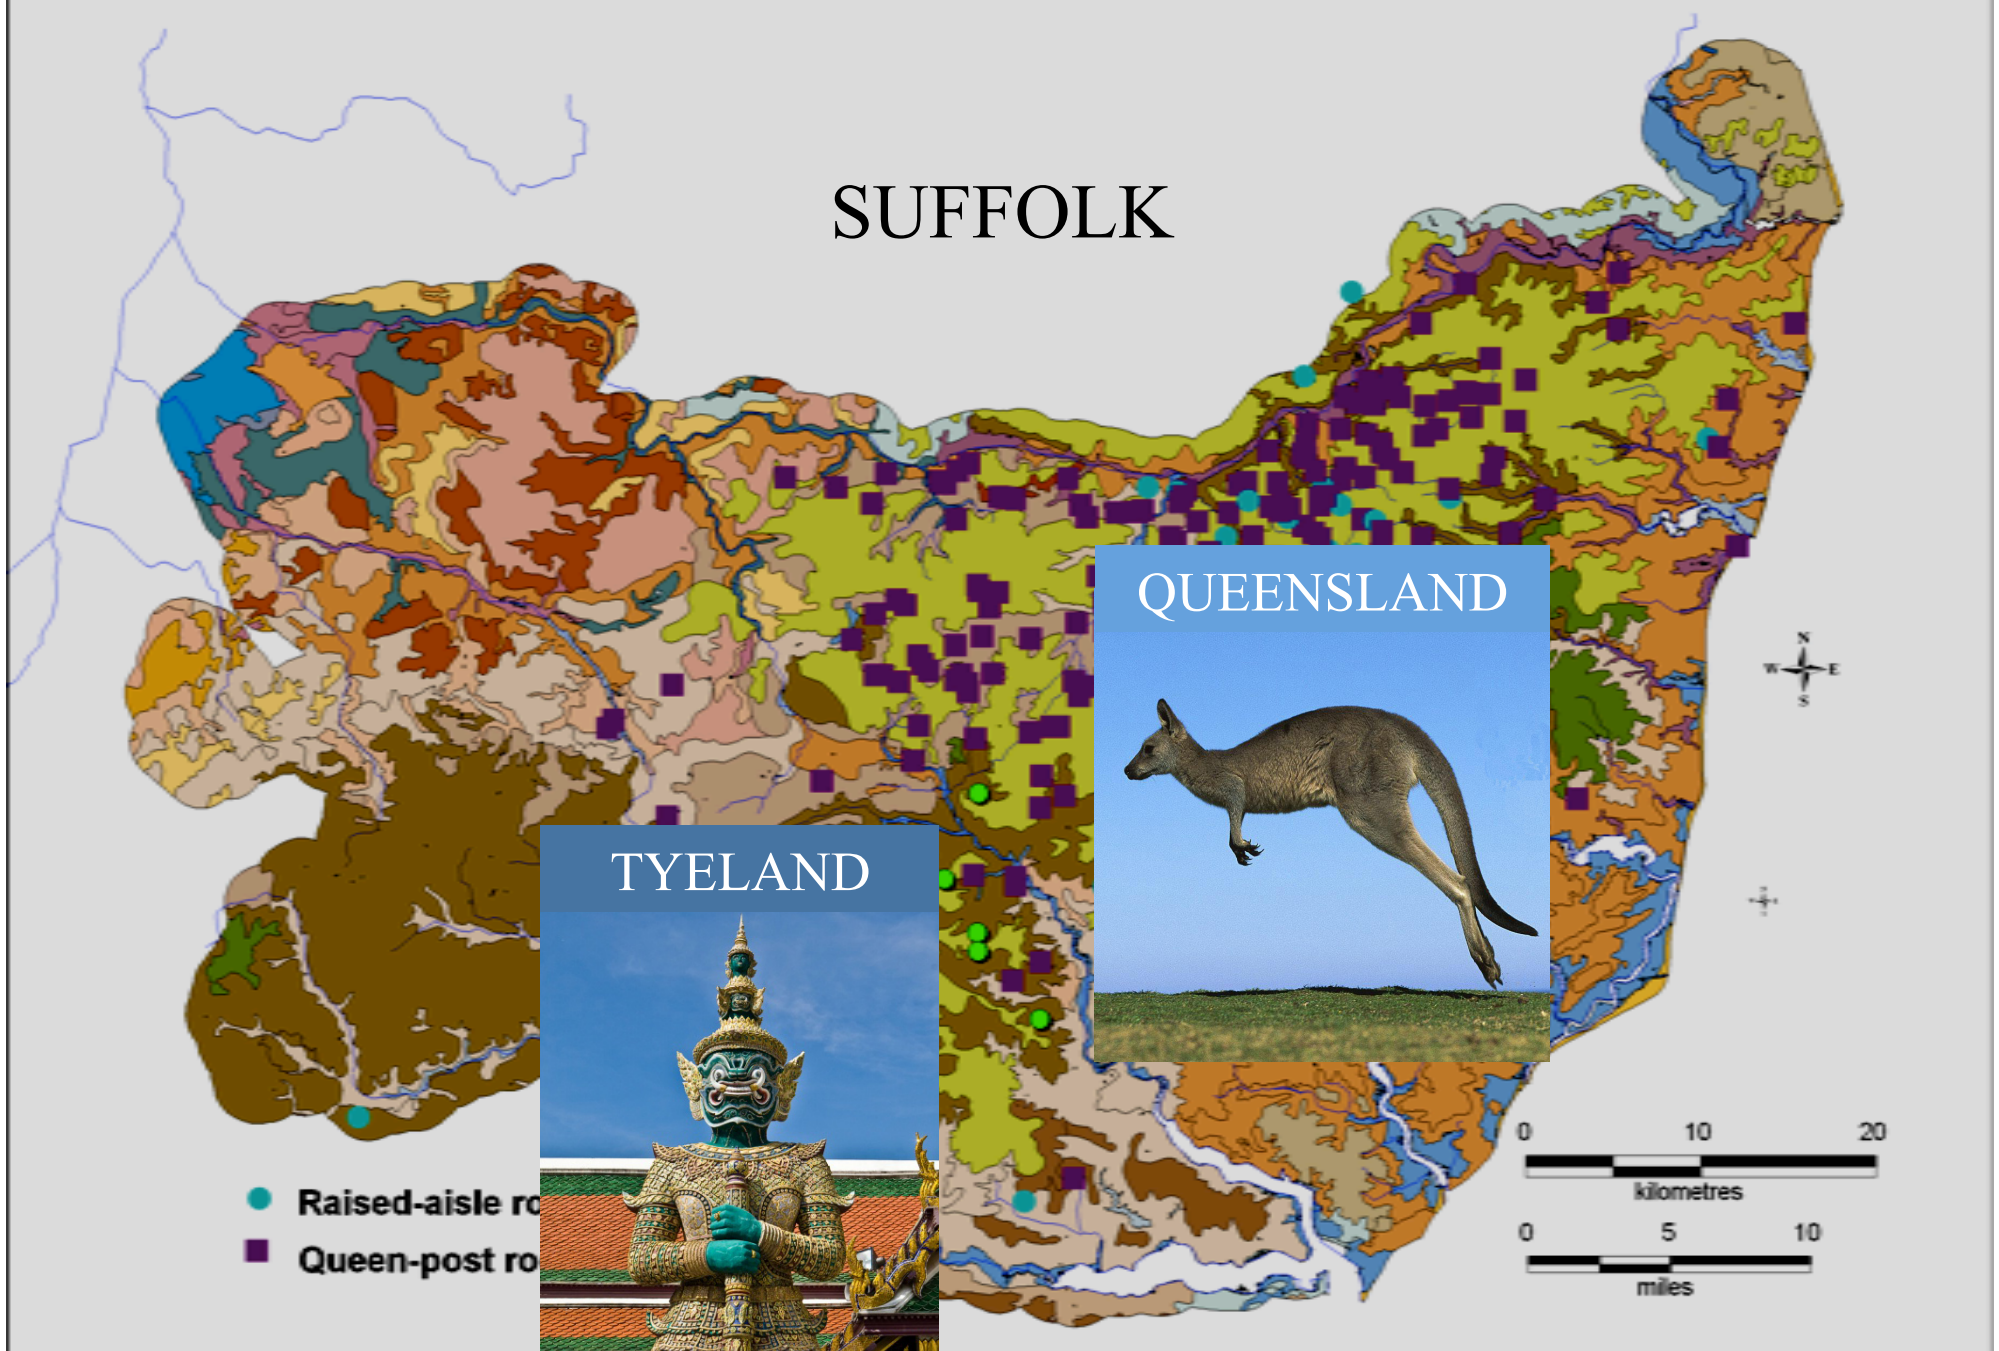 SUFFOLK
QUEENSLAND
N
W E
S
TYELAND
Raised-aisle ro
Queen-post ro
0 10 20
kilometres
0 5 10
miles